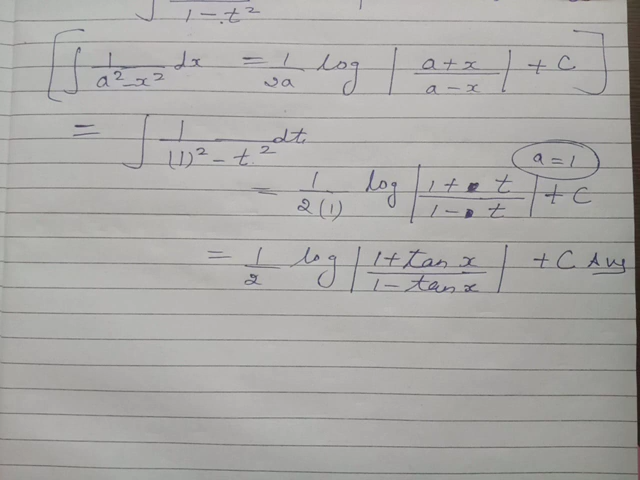 ∫ 1 - t²
[ ∫ 1/(a² - x²) dx = 1/2a log | (a+x)/(a-x) | + C ]
= ∫ 1/((1)² - t²) dt
a = 1
= 1/2(1) log | (1+ t)/(1- t) | + C
= 1/2 log | (1+tan x)/(1-tan x) | + C Ans